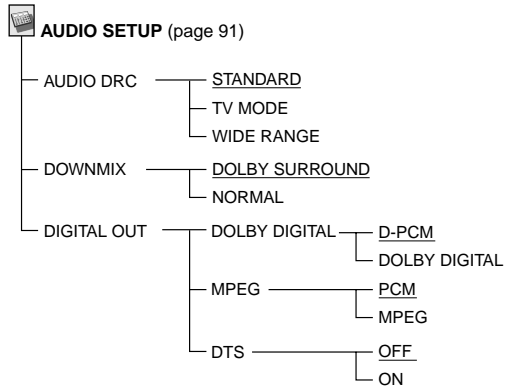 AUDIO SETUP (page 91)
AUDIO DRC STANDARD
TV MODE
WIDE RANGE
DOWNMIX DOLBY SURROUND
NORMAL
DIGITAL OUT DOLBY DIGITAL D-PCM
DOLBY DIGITAL
MPEG PCM
MPEG
DTS OFF
ON